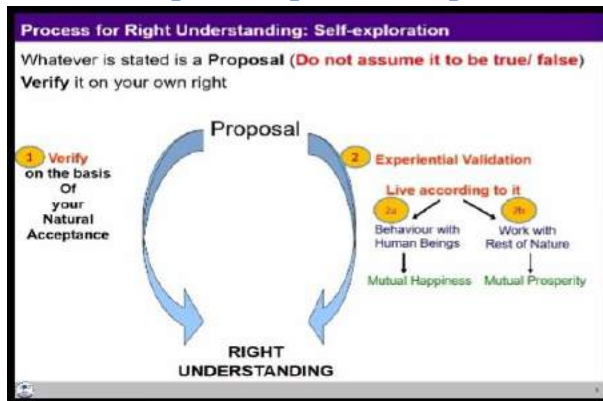 Process for Right Understanding: Self-exploration
Whatever is stated is a Proposal (Do not assume it to be true/ false)
Verify it on your own right
Proposal
1 Verify
on the basis
Of
your
Natural
Acceptance
2 Experiential Validation
Live according to it
2a 2b
Behaviour with
Human Beings
Work with
Rest of Nature
Mutual Happiness
Mutual Prosperity
RIGHT
UNDERSTANDING